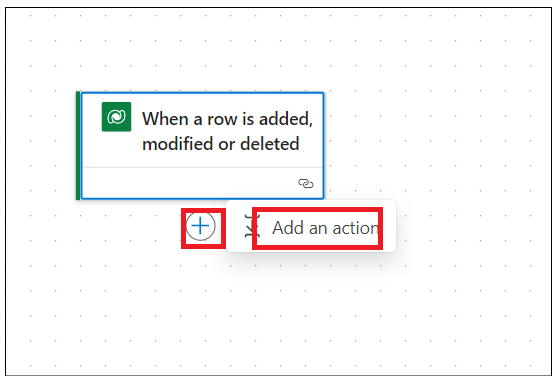 When a row is added,
modified or deleted
Add an action